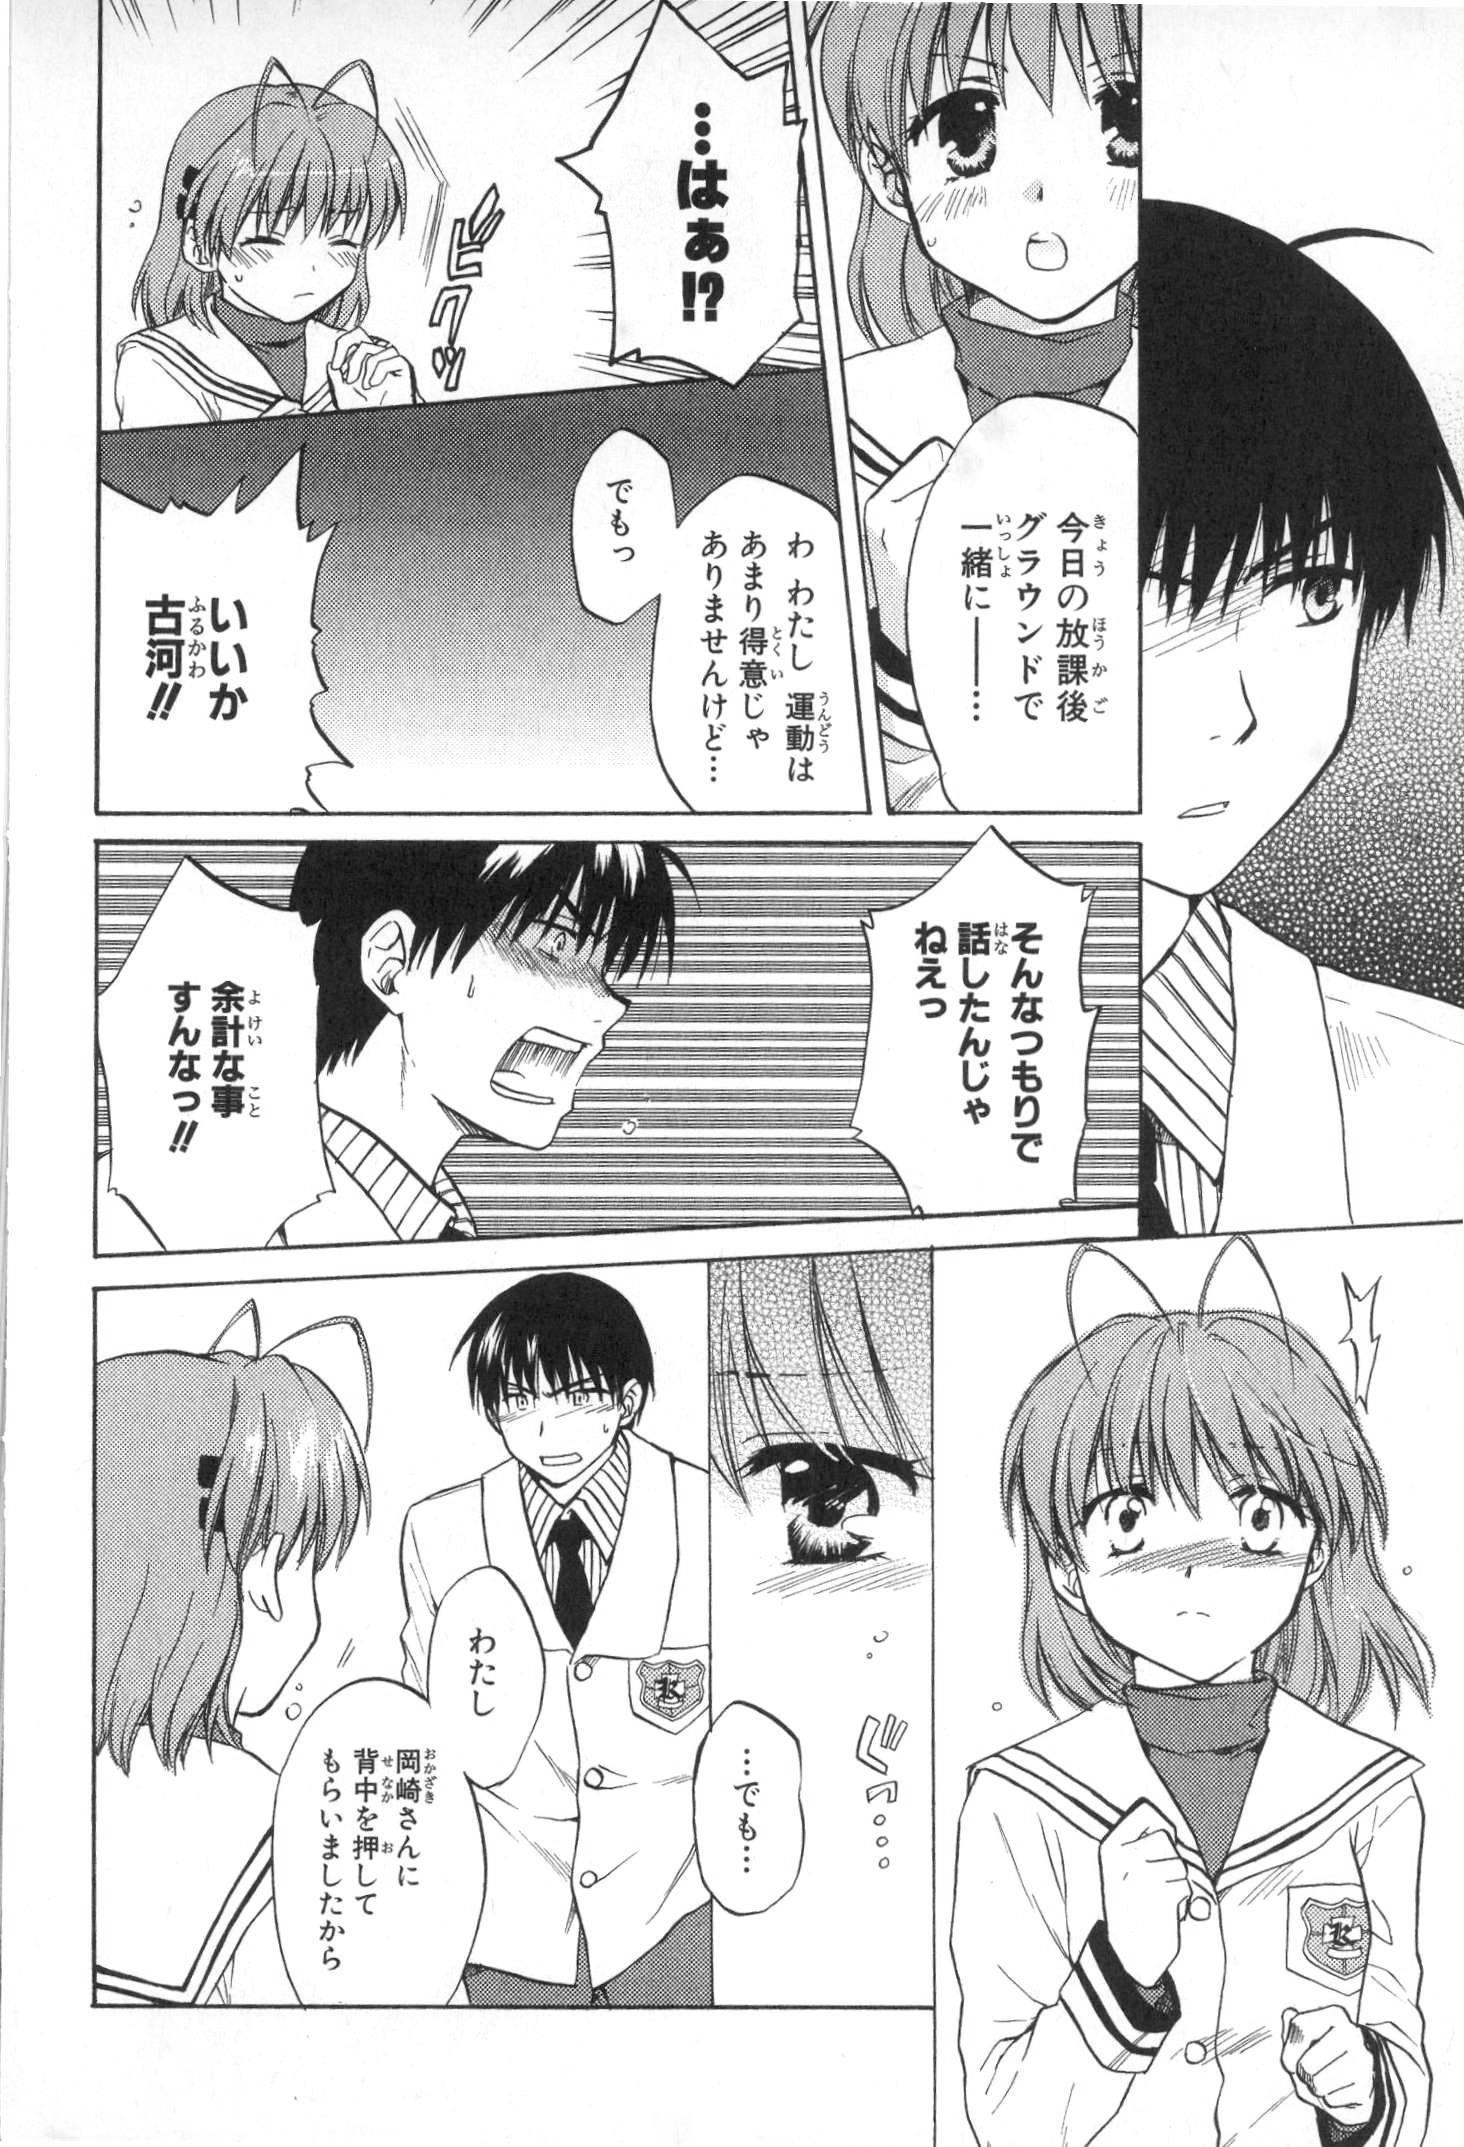 今日の放課後
グラウンドで
一緒に――…
…はぁ!?
ビクッ
わ わたし 運動は
あまり得意じゃ
ありませんけど…
でもっ
いいか
古河!!
そんなつもりで
話したんじゃ
ねえっ
余計な事
すんなっ!!
…でも…
わたし
岡崎さんに
背中を押して
もらいましたから